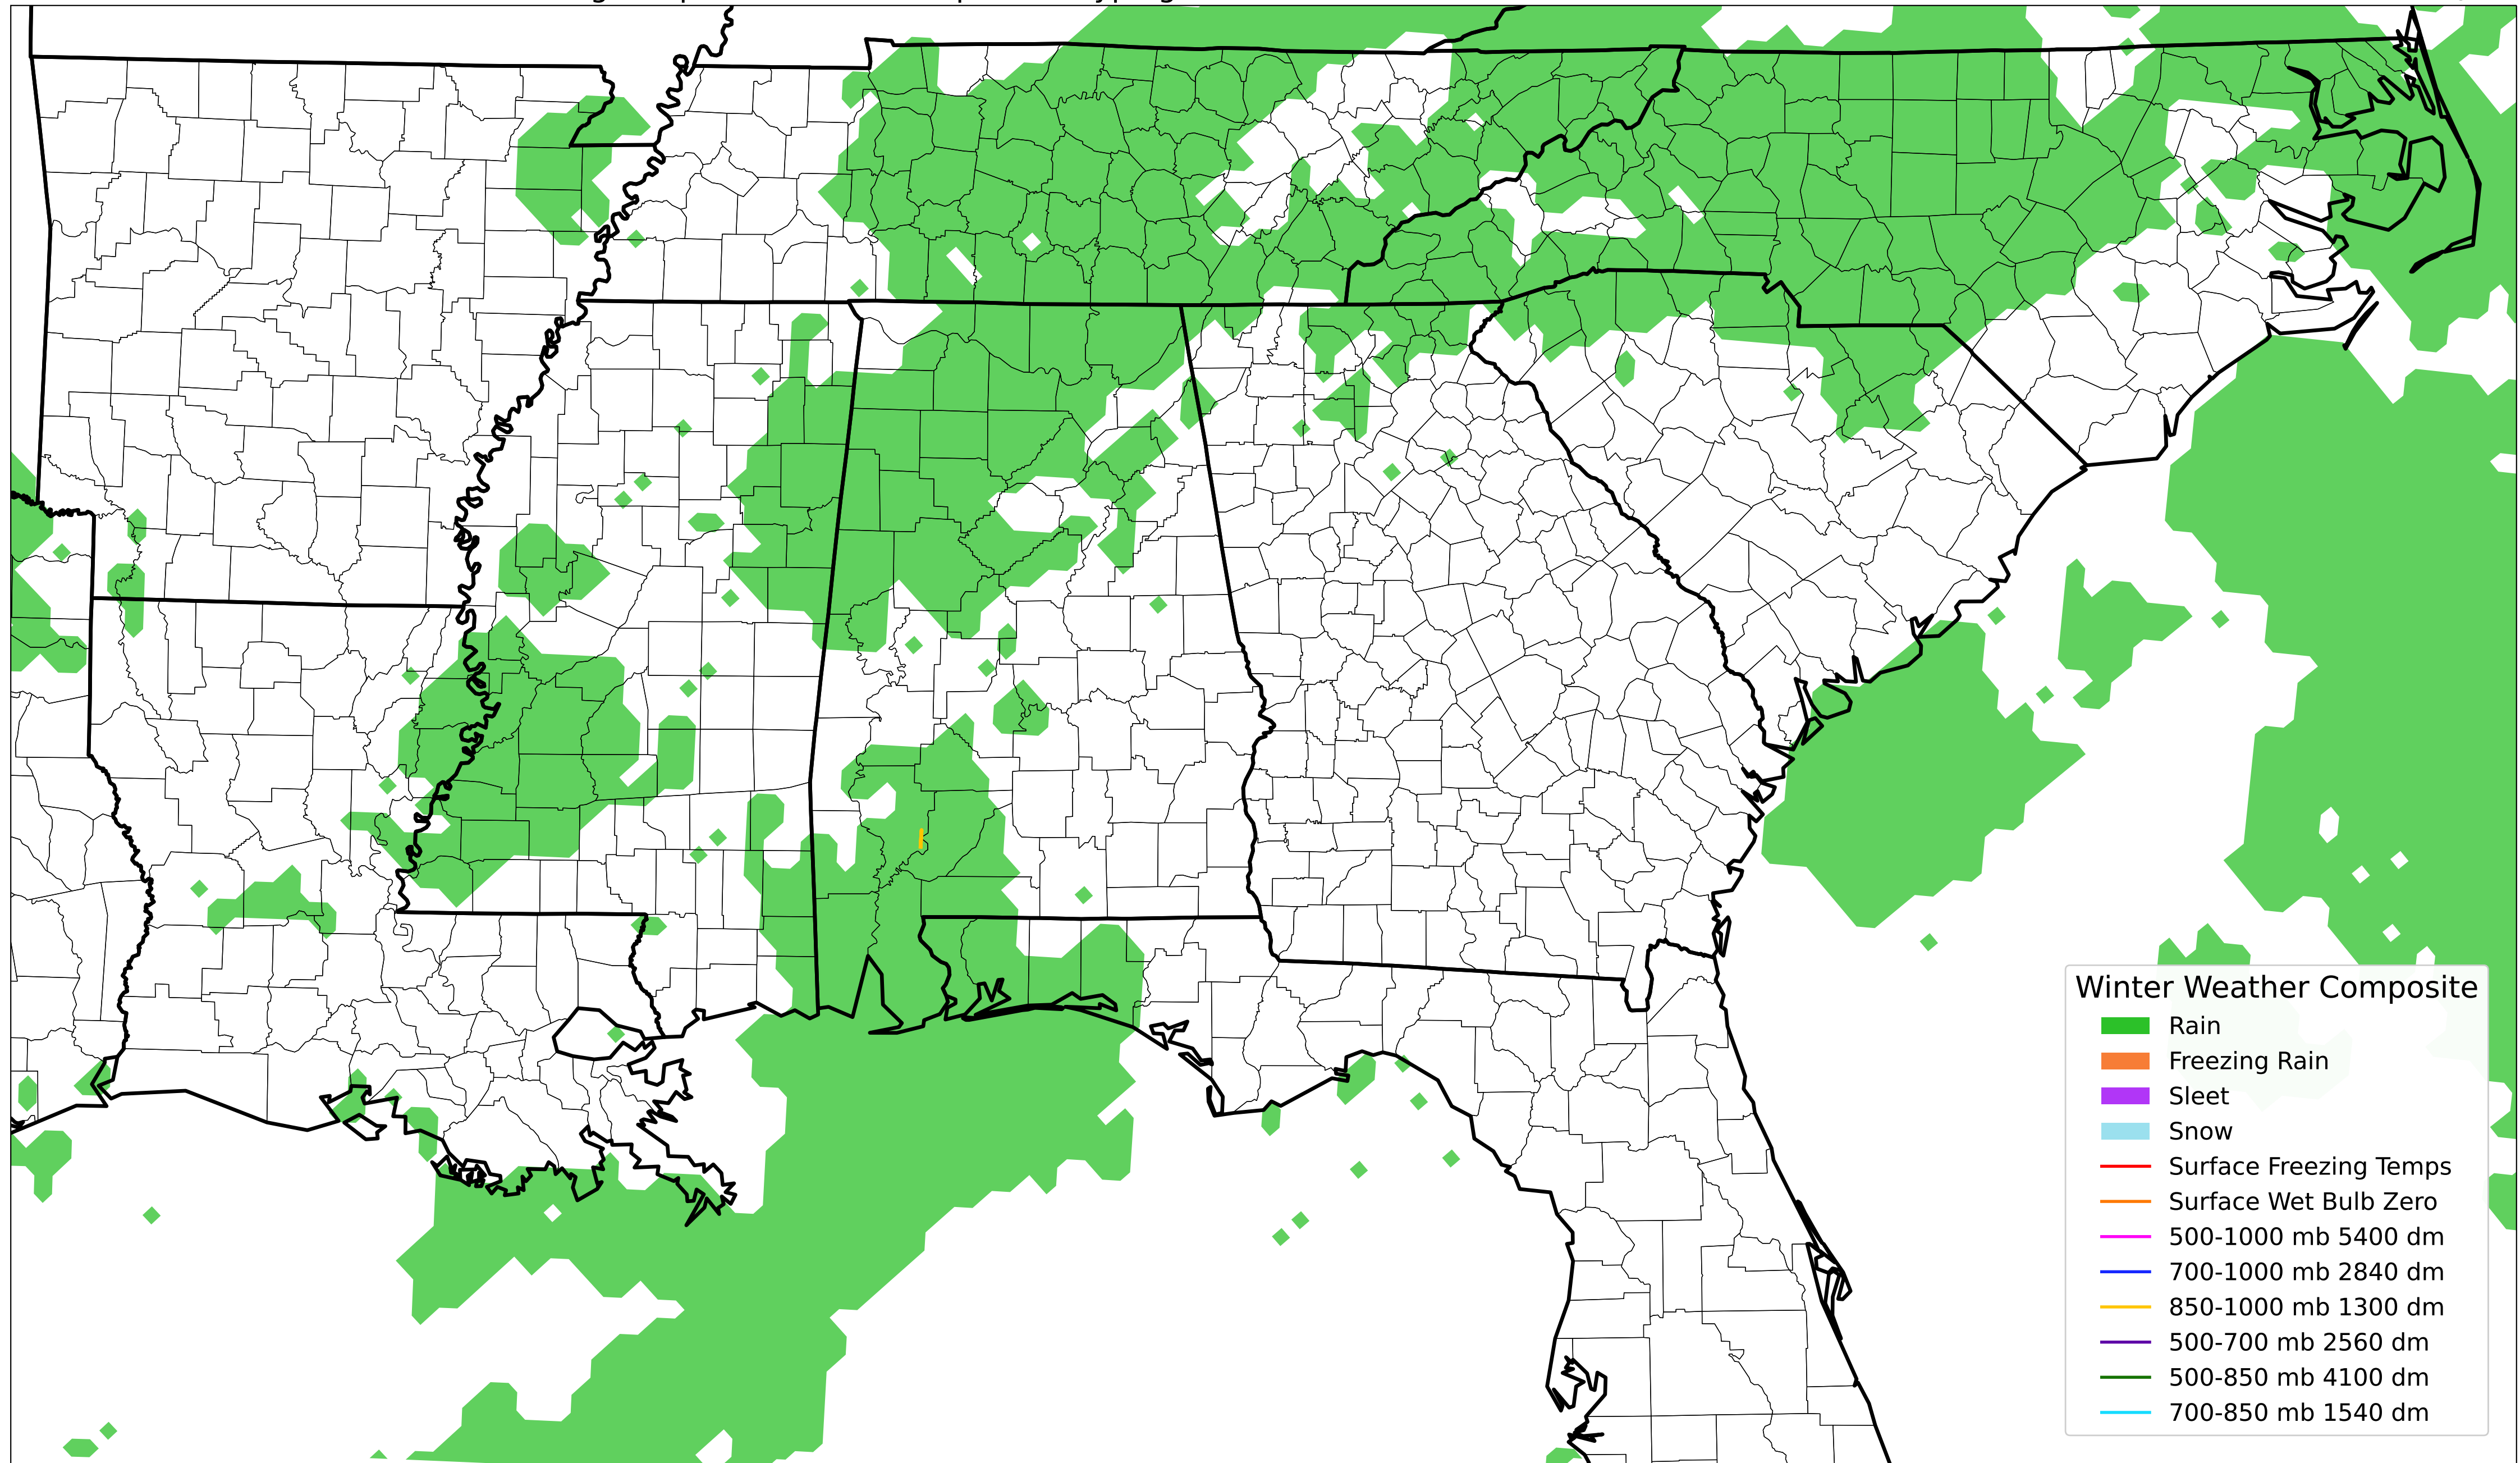 Winter Weather Composite
Rain
Freezing Rain
Sleet
Snow
Surface Freezing Temps
Surface Wet Bulb Zero
500-1000 mb 5400 dm
700-1000 mb 2840 dm
850-1000 mb 1300 dm
500-700 mb 2560 dm
500-850 mb 4100 dm
700-850 mb 1540 dm